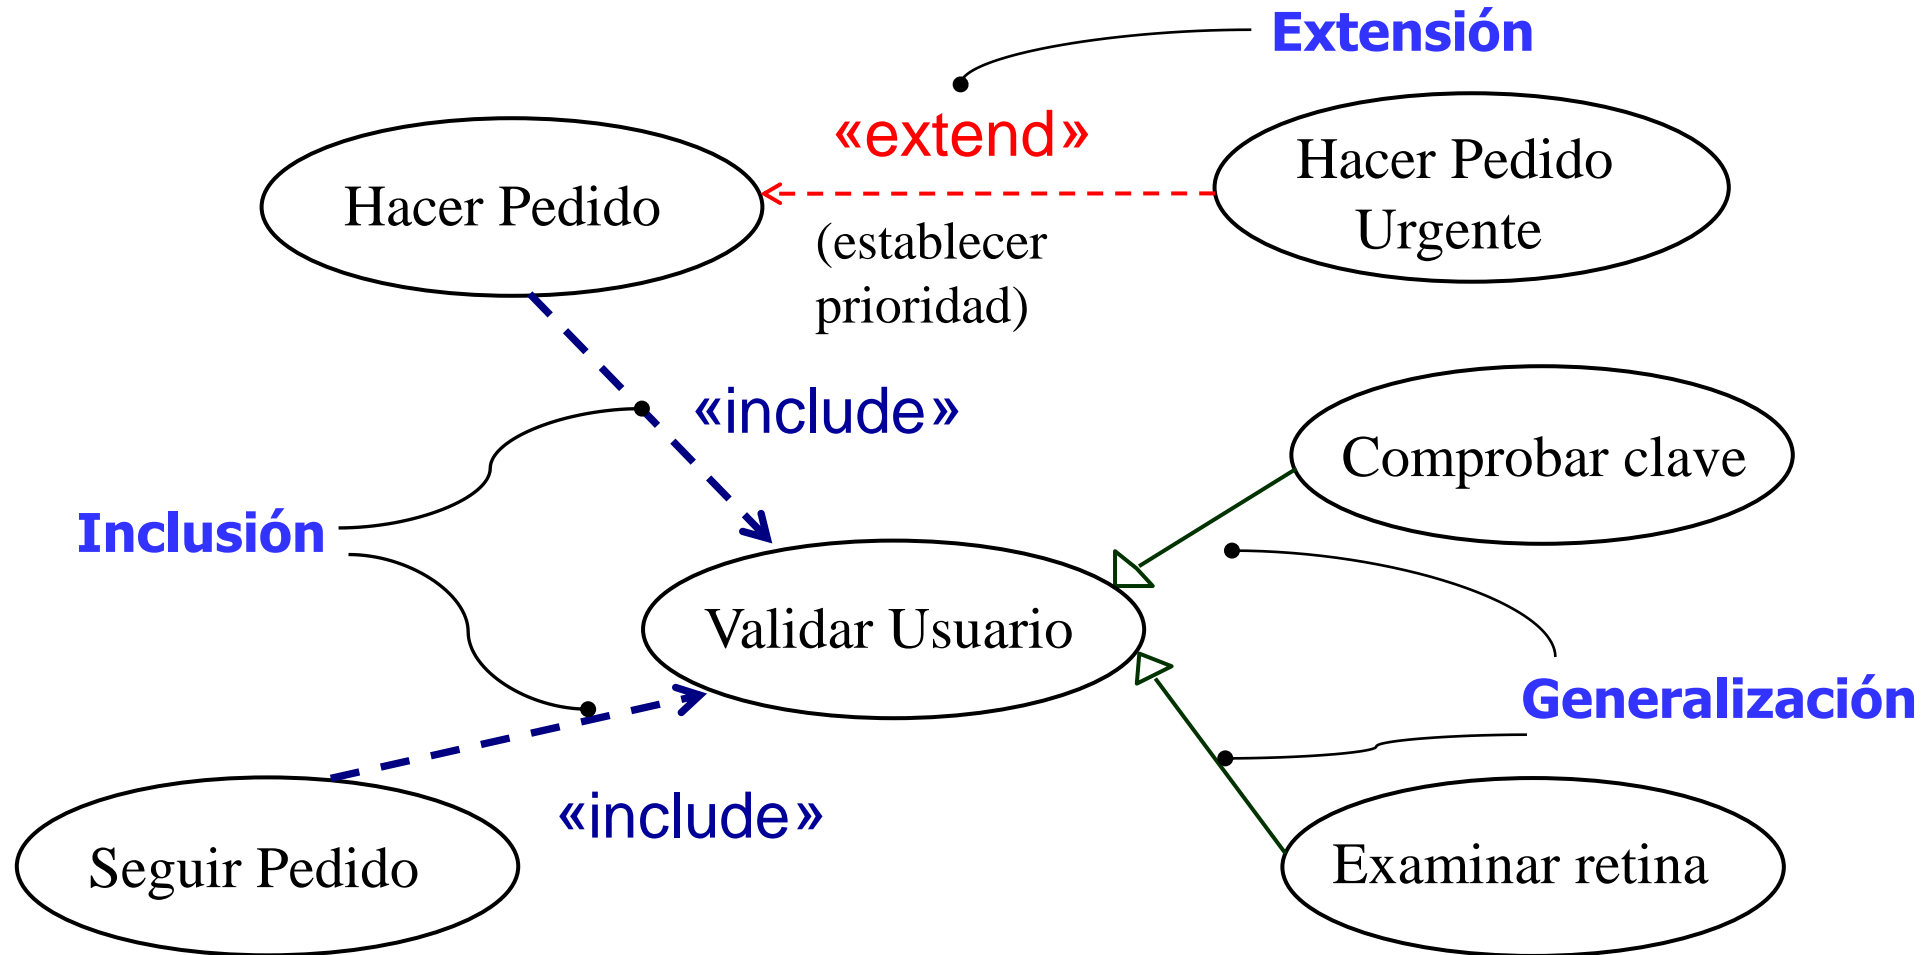 Extensión
«extend»
Hacer Pedido
Urgente
Hacer Pedido
(establecer
prioridad)
«include»
Comprobar clave
Inclusión
Validar Usuario
Generalización
«include»
Seguir Pedido
Examinar retina